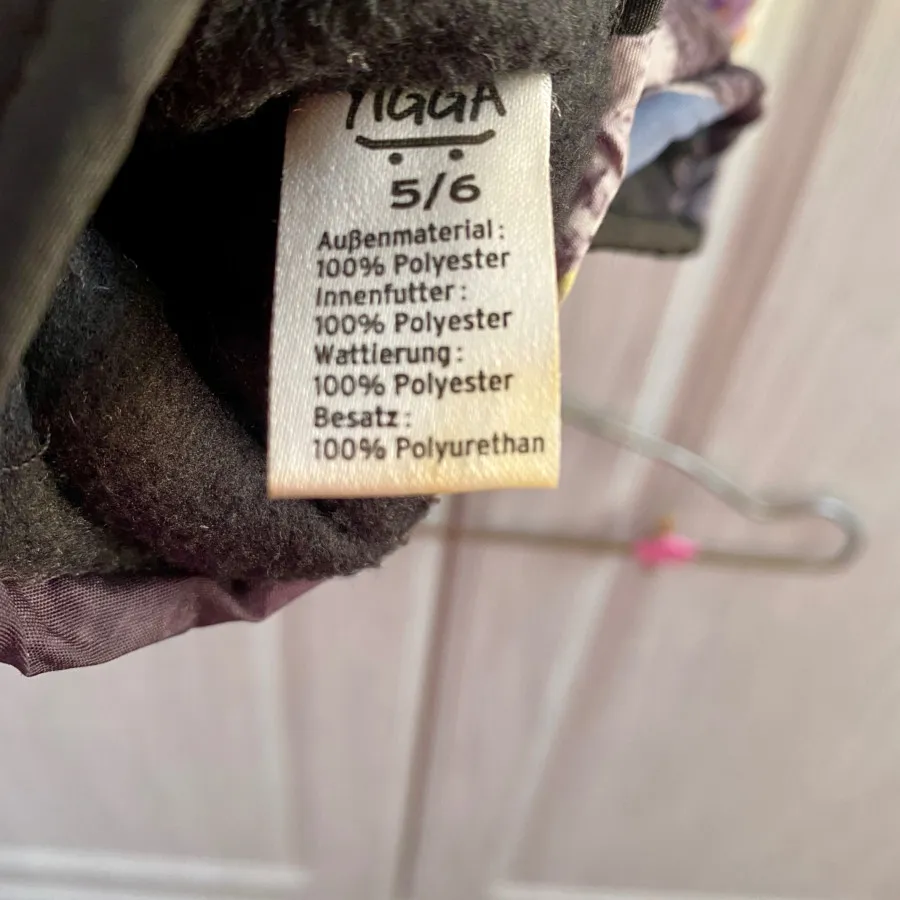 YIGGA
5/6
Außenmaterial:
100% Polyester
Innenfutter:
100% Polyester
Wattierung:
100% Polyester
Besatz:
100% Polyurethan